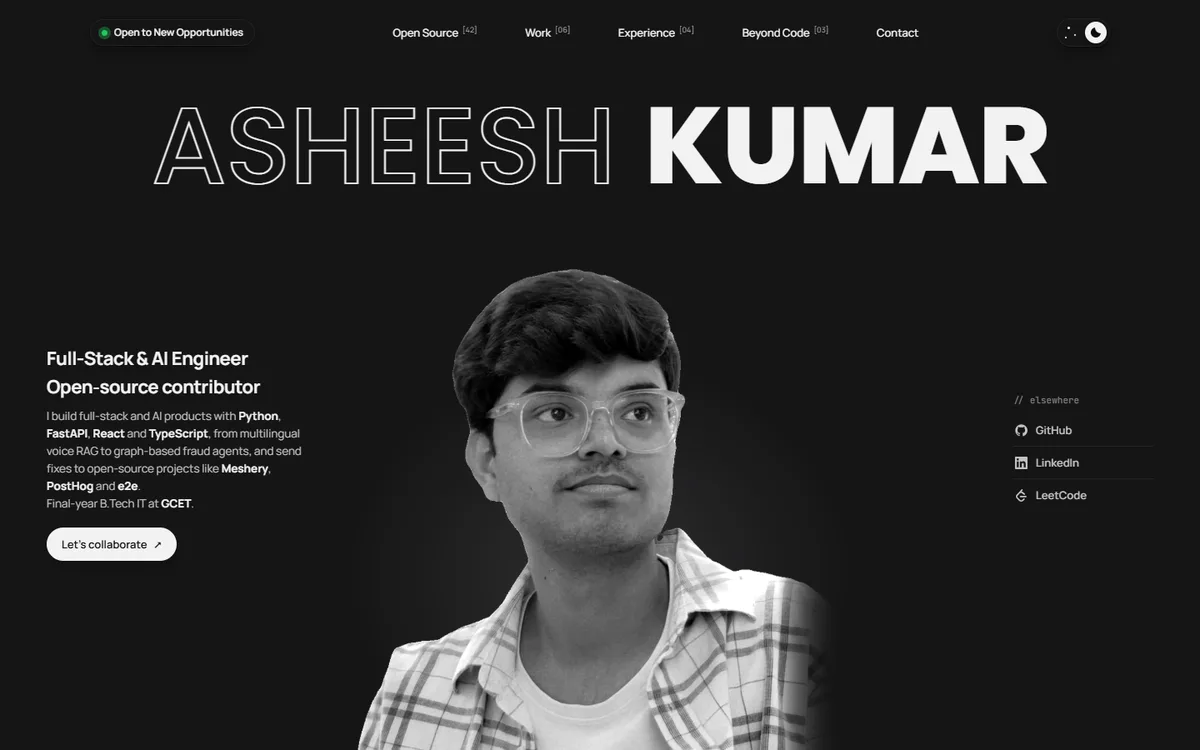 Open to New Opportunities
Open Source [42]
Work [06]
Experience [04]
Beyond Code [03]
Contact
ASHEESH KUMAR
Full-Stack & AI Engineer
Open-source contributor
I build full-stack and AI products with Python,
FastAPI, React and TypeScript, from multilingual
voice RAG to graph-based fraud agents, and send
fixes to open-source projects like Meshery,
PostHog and e2e.
Final-year B.Tech IT at GCET.
Let's collaborate ↗
// elsewhere
GitHub
LinkedIn
LeetCode